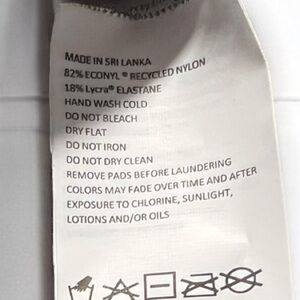 MADE IN SRI LANKA
82% ECONYL® RECYCLED NYLON
18% Lycra® ELASTANE
HAND WASH COLD
DO NOT BLEACH
DRY FLAT
DO NOT IRON
DO NOT DRY CLEAN
REMOVE PADS BEFORE LAUNDERING
COLORS MAY FADE OVER TIME AND AFTER
EXPOSURE TO CHLORINE, SUNLIGHT,
LOTIONS AND/OR OILS